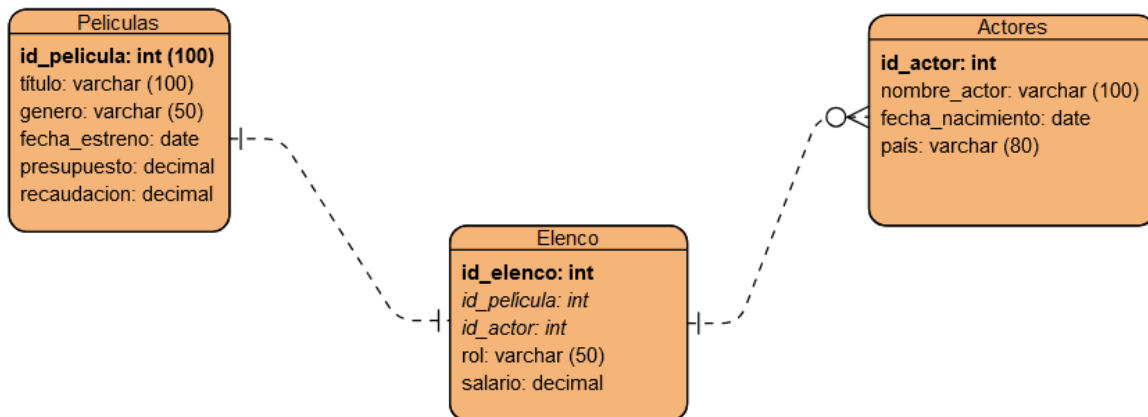 Peliculas
id_pelicula: int (100)
título: varchar (100)
genero: varchar (50)
fecha_estreno: date
presupuesto: decimal
recaudacion: decimal
Actores
id_actor: int
nombre_actor: varchar (100)
fecha_nacimiento: date
país: varchar (80)
Elenco
id_elenco: int
id_película: int
id_actor: int
rol: varchar (50)
salario: decimal